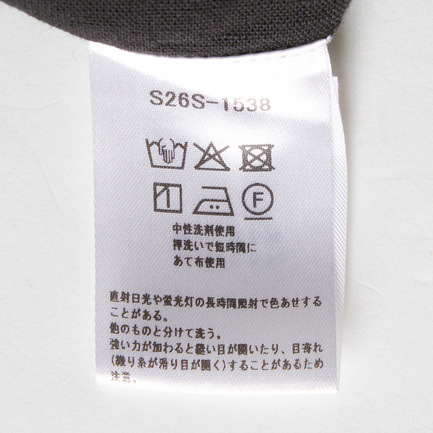 S26S-1538
F
中性洗剤使用
押洗いで短時間に
あて布使用
直射日光や蛍光灯の長時間照射で色あせする
ことがある。
他のものと分けて洗う。
強い力が加わると縫い目が開いたり、目寄れ
(織り糸が滑り目が開く)することがあるため
注意。